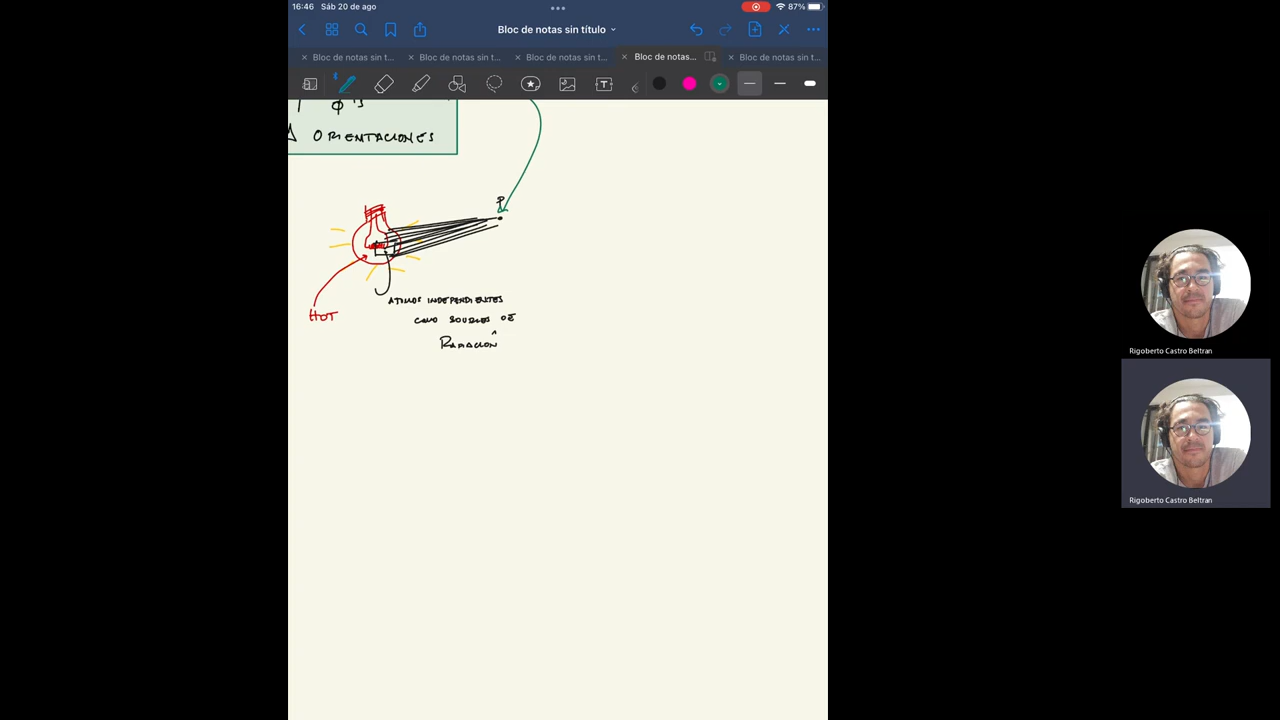 16:46 Sáb 20 de ago
87%
Bloc de notas sin título
Bloc de notas sin t...
Bloc de notas sin t...
Bloc de notas sin t...
Bloc de notas...
Bloc de notas sin t...
T
ϕ's
Δ ORIENTACIONES
P
HOT
ATOMOS INDEPENDIENTES
COMO SOURCES DE
RADIACION
Rigoberto Castro Beltran
Rigoberto Castro Beltran